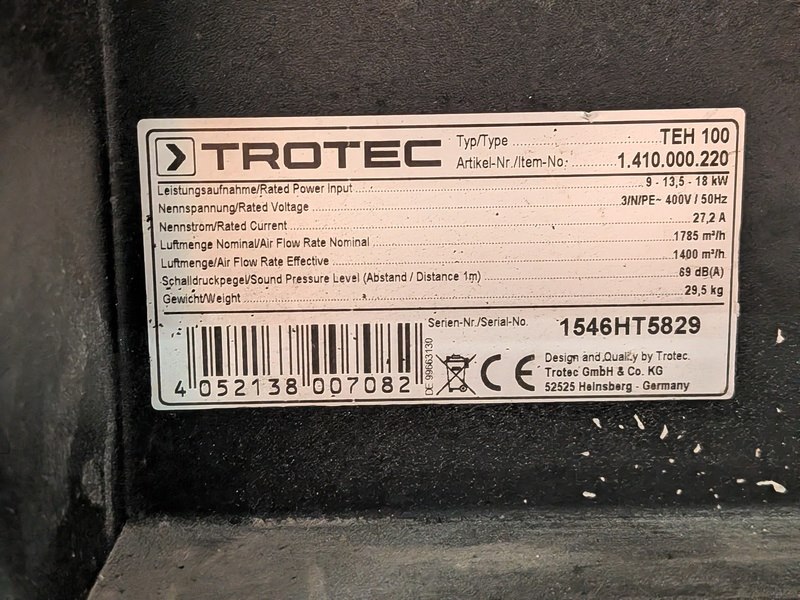 TROTEC
Typ/Type ........ TEH 100
Artikel-Nr./Item-No. ........ 1.410.000.220
Leistungsaufnahme/Rated Power Input ........ 9 - 13,5 - 18 kW
Nennspannung/Rated Voltage ........ 3/N/PE~ 400V / 50Hz
Nennstrom/Rated Current ........ 27,2 A
Luftmenge Nominal/Air Flow Rate Nominal ........ 1785 m³/h
Luftmenge/Air Flow Rate Effective ........ 1400 m³/h
Schalldruckpegel/Sound Pressure Level (Abstand / Distance 1m) ........ 69 dB(A)
Gewicht/Weight ........ 29,5 kg
Serien-Nr./Serial-No. 1546HT5829
4 052138 007082
DE 99663130
CE
Design and Quality by Trotec.
Trotec GmbH & Co. KG
52525 Heinsberg - Germany